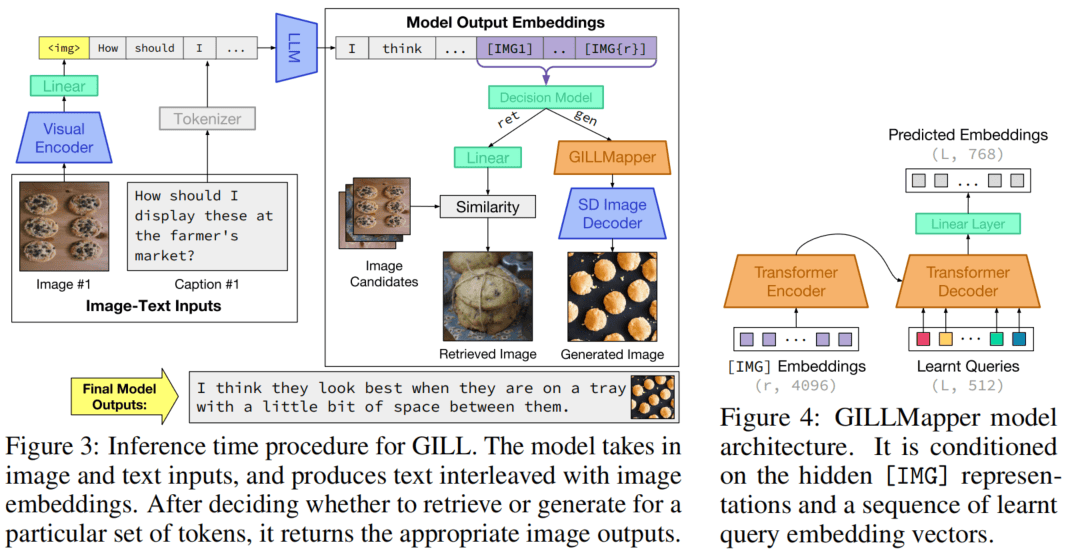 Model Output Embeddings
<img> How should I ...
LLM
I think ... [IMG1] .. [IMG{r}]
Linear
Decision Model
Tokenizer
ret
gen
Visual
Encoder
Linear
GILLMapper
How should I
display these at
the farmer's
market?
Similarity
SD Image
Decoder
Image
Candidates
Image #1
Caption #1
Image-Text Inputs
Retrieved Image
Generated Image
Final Model
Outputs:
I think they look best when they are on a tray
with a little bit of space between them.
Figure 3: Inference time procedure for GILL. The model takes in
image and text inputs, and produces text interleaved with image
embeddings. After deciding whether to retrieve or generate for a
particular set of tokens, it returns the appropriate image outputs.
Predicted Embeddings
(L, 768)
...
Linear Layer
Transformer
Encoder
Transformer
Decoder
...
...
[IMG] Embeddings
(r, 4096)
Learnt Queries
(L, 512)
Figure 4: GILLMapper model
architecture. It is conditioned
on the hidden [IMG] represen-
tations and a sequence of learnt
query embedding vectors.